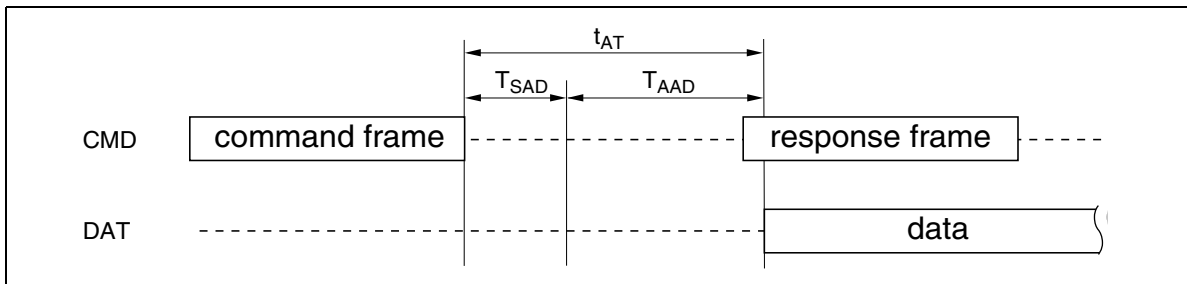 tAT
TSAD TAAD
CMD command frame response frame
DAT data